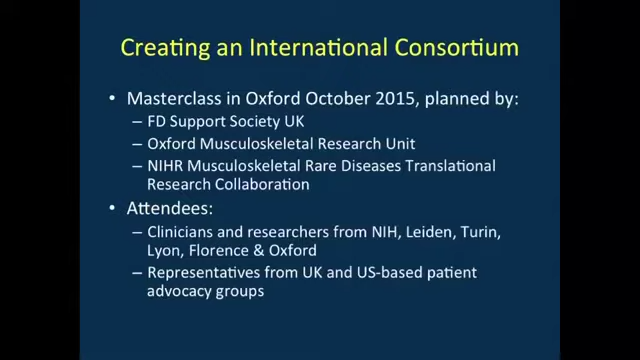 Creating an International Consortium
• Masterclass in Oxford October 2015, planned by:
– FD Support Society UK
– Oxford Musculoskeletal Research Unit
– NIHR Musculoskeletal Rare Diseases Translational
Research Collaboration
• Attendees:
– Clinicians and researchers from NIH, Leiden, Turin,
Lyon, Florence & Oxford
– Representatives from UK and US-based patient
advocacy groups